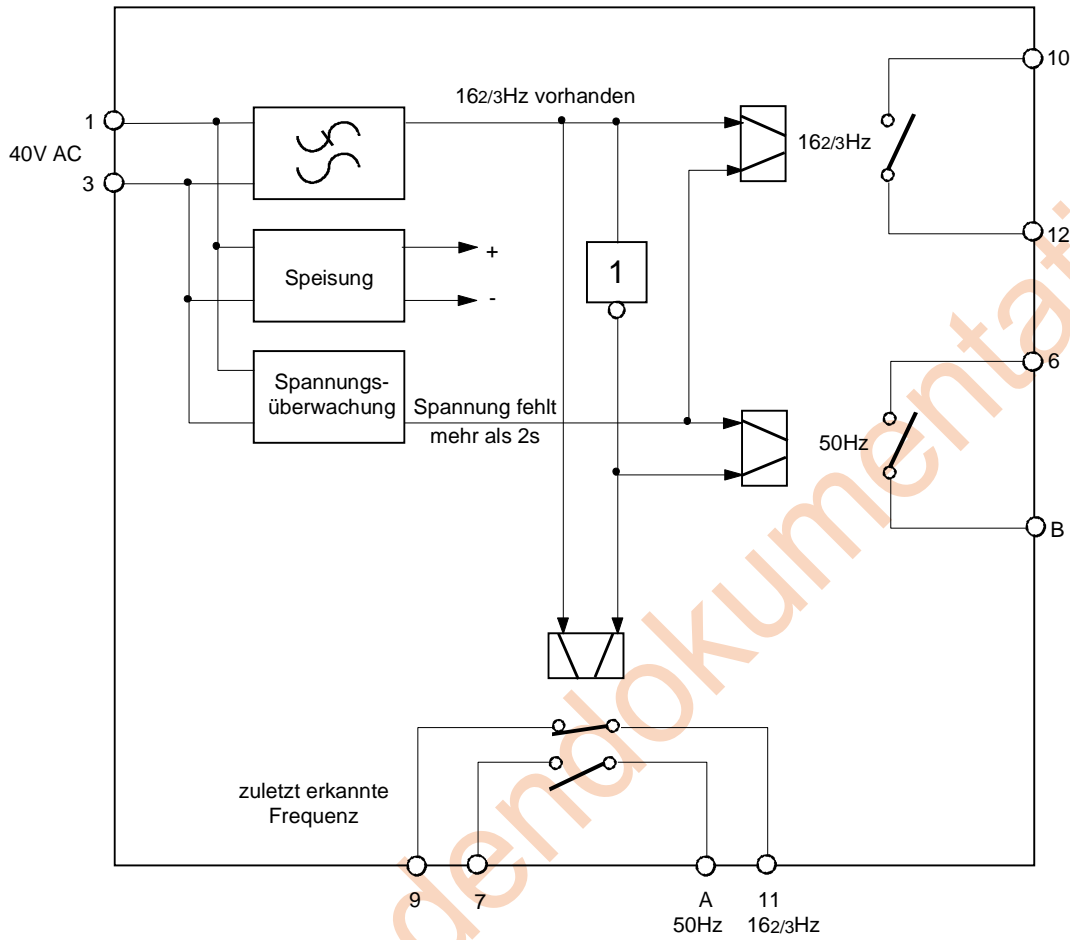 10
16 2/3Hz vorhanden
1
40V AC
16 2/3Hz
3
12
+
1
Speisung
-
6
Spannungs-
überwachung
Spannung fehlt
mehr als 2s
50Hz
B
zuletzt erkannte
Frequenz
9
7
A
11
50Hz
16 2/3Hz
dendokumentati